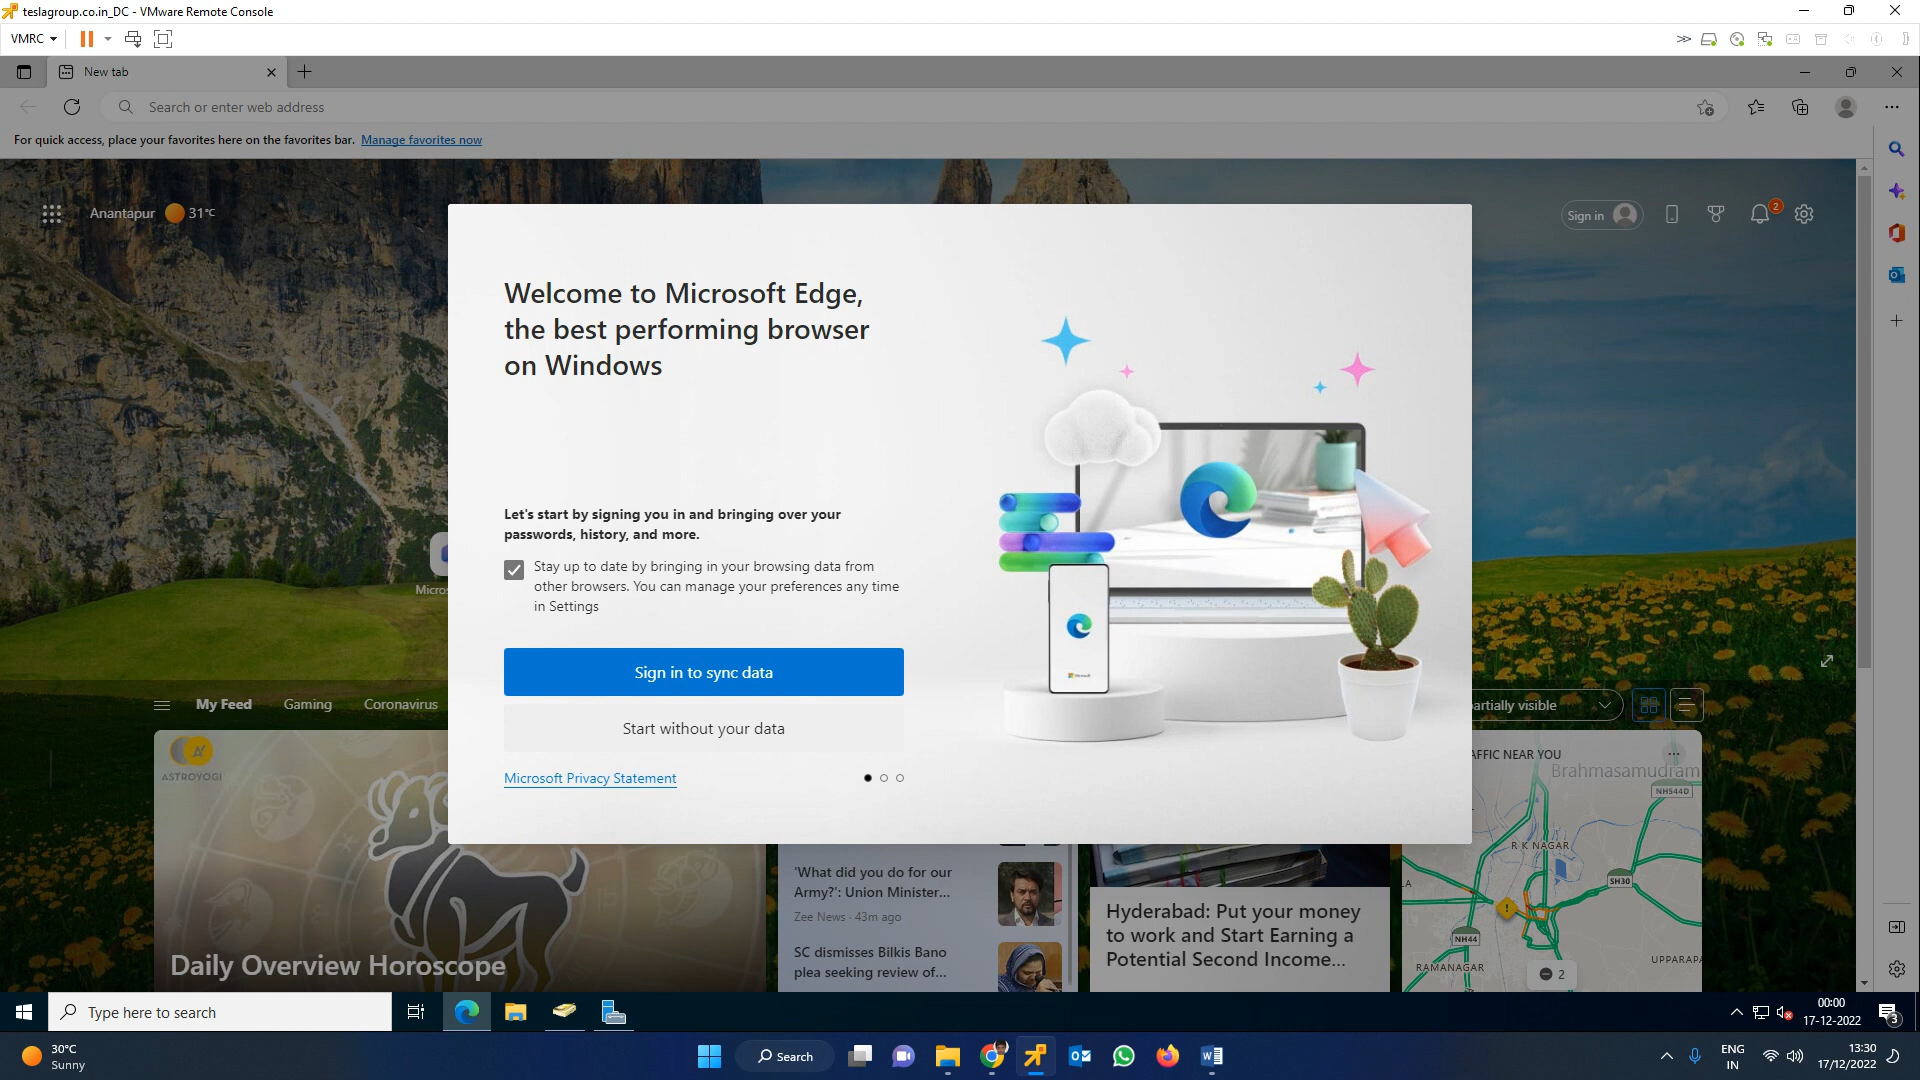 teslagroup.co.in_DC - VMware Remote Console
VMRC
New tab
Search or enter web address
For quick access, place your favorites here on the favorites bar. Manage favorites now
Anantapur 31°C
Sign in
2
Welcome to Microsoft Edge,
the best performing browser
on Windows
Let's start by signing you in and bringing over your
passwords, history, and more.
Stay up to date by bringing in your browsing data from
other browsers. You can manage your preferences any time
in Settings
Sign in to sync data
Start without your data
Microsoft Privacy Statement
Micros
Microsoft
My Feed Gaming Coronavirus
artially visible
ASTROYOGI
Daily Overview Horoscope
'What did you do for our
Army?': Union Minister...
Zee News · 43m ago
SC dismisses Bilkis Bano
plea seeking review of...
Hyderabad: Put your money
to work and Start Earning a
Potential Second Income...
AFFIC NEAR YOU
Brahmasamudram
NH544D
R K NAGAR
LA
SH30
NH44
RAMANAGAR
UPPARAPA
2
Type here to search
00:00
17-12-2022
3
30°C
Sunny
Search
ENG
IN
13:30
17/12/2022